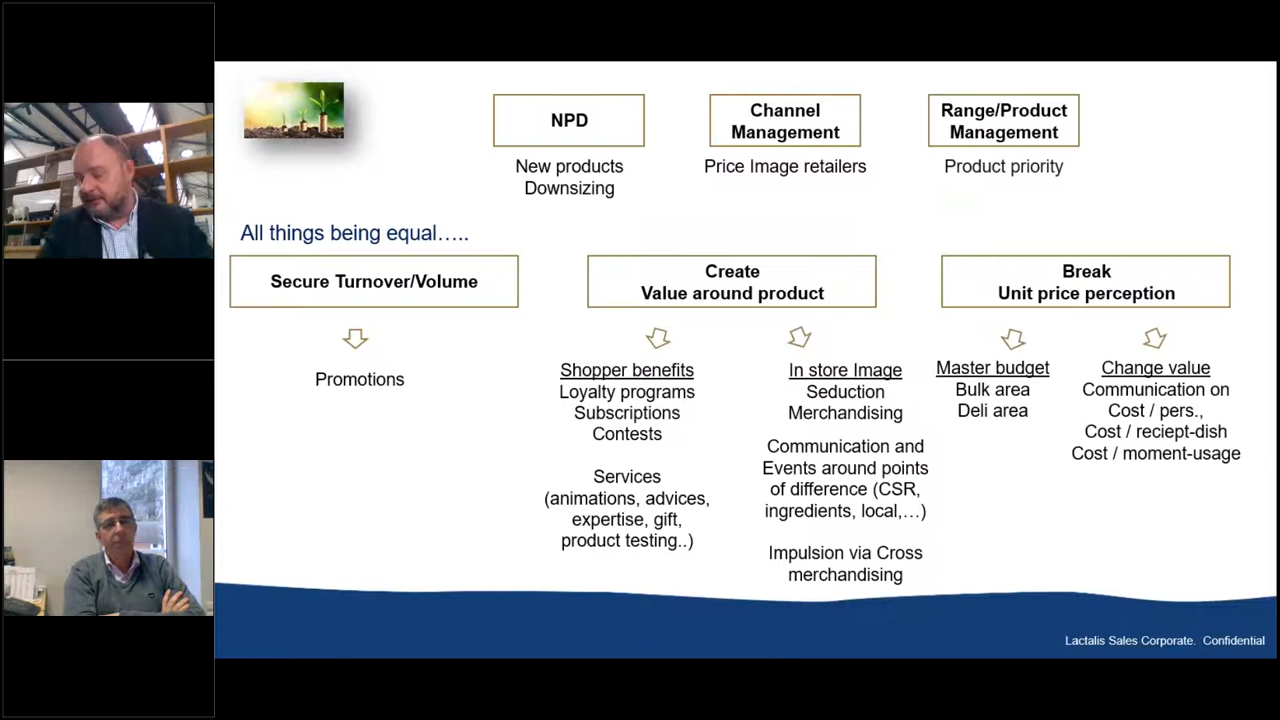 NPD
New products
Downsizing
Channel
Management
Price Image retailers
Range/Product
Management
Product priority
All things being equal…..
Secure Turnover/Volume
Promotions
Create
Value around product
Shopper benefits
Loyalty programs
Subscriptions
Contests
Services
(animations, advices,
expertise, gift,
product testing..)
In store Image
Seduction
Merchandising
Communication and
Events around points
of difference (CSR,
ingredients, local,…)
Impulsion via Cross
merchandising
Break
Unit price perception
Master budget
Bulk area
Deli area
Change value
Communication on
Cost / pers.,
Cost / reciept-dish
Cost / moment-usage
Lactalis Sales Corporate. Confidential